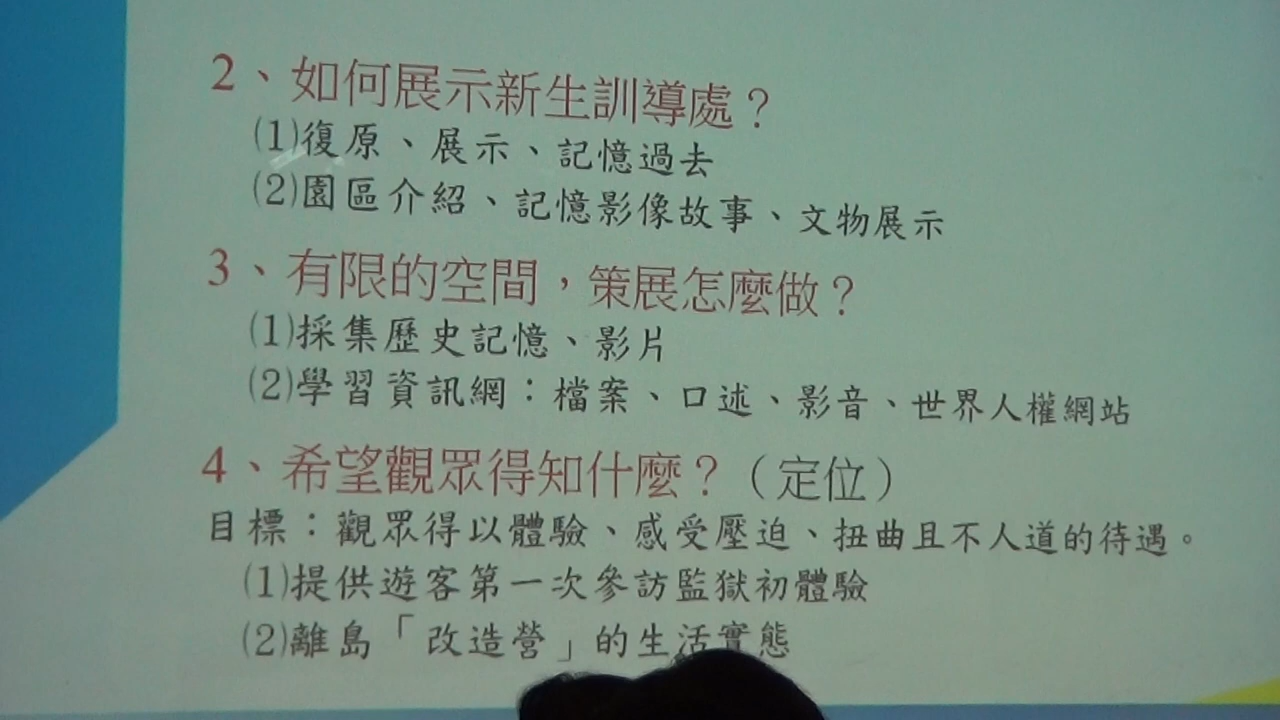 2、如何展示新生訓導處？
(1)復原、展示、記憶過去
(2)園區介紹、記憶影像故事、文物展示
3、有限的空間，策展怎麼做？
(1)採集歷史記憶、影片
(2)學習資訊網：檔案、口述、影音、世界人權網站
4、希望觀眾得知什麼？（定位）
目標：觀眾得以體驗、感受壓迫、扭曲且不人道的待遇。
(1)提供遊客第一次參訪監獄初體驗
(2)離島「改造營」的生活實態